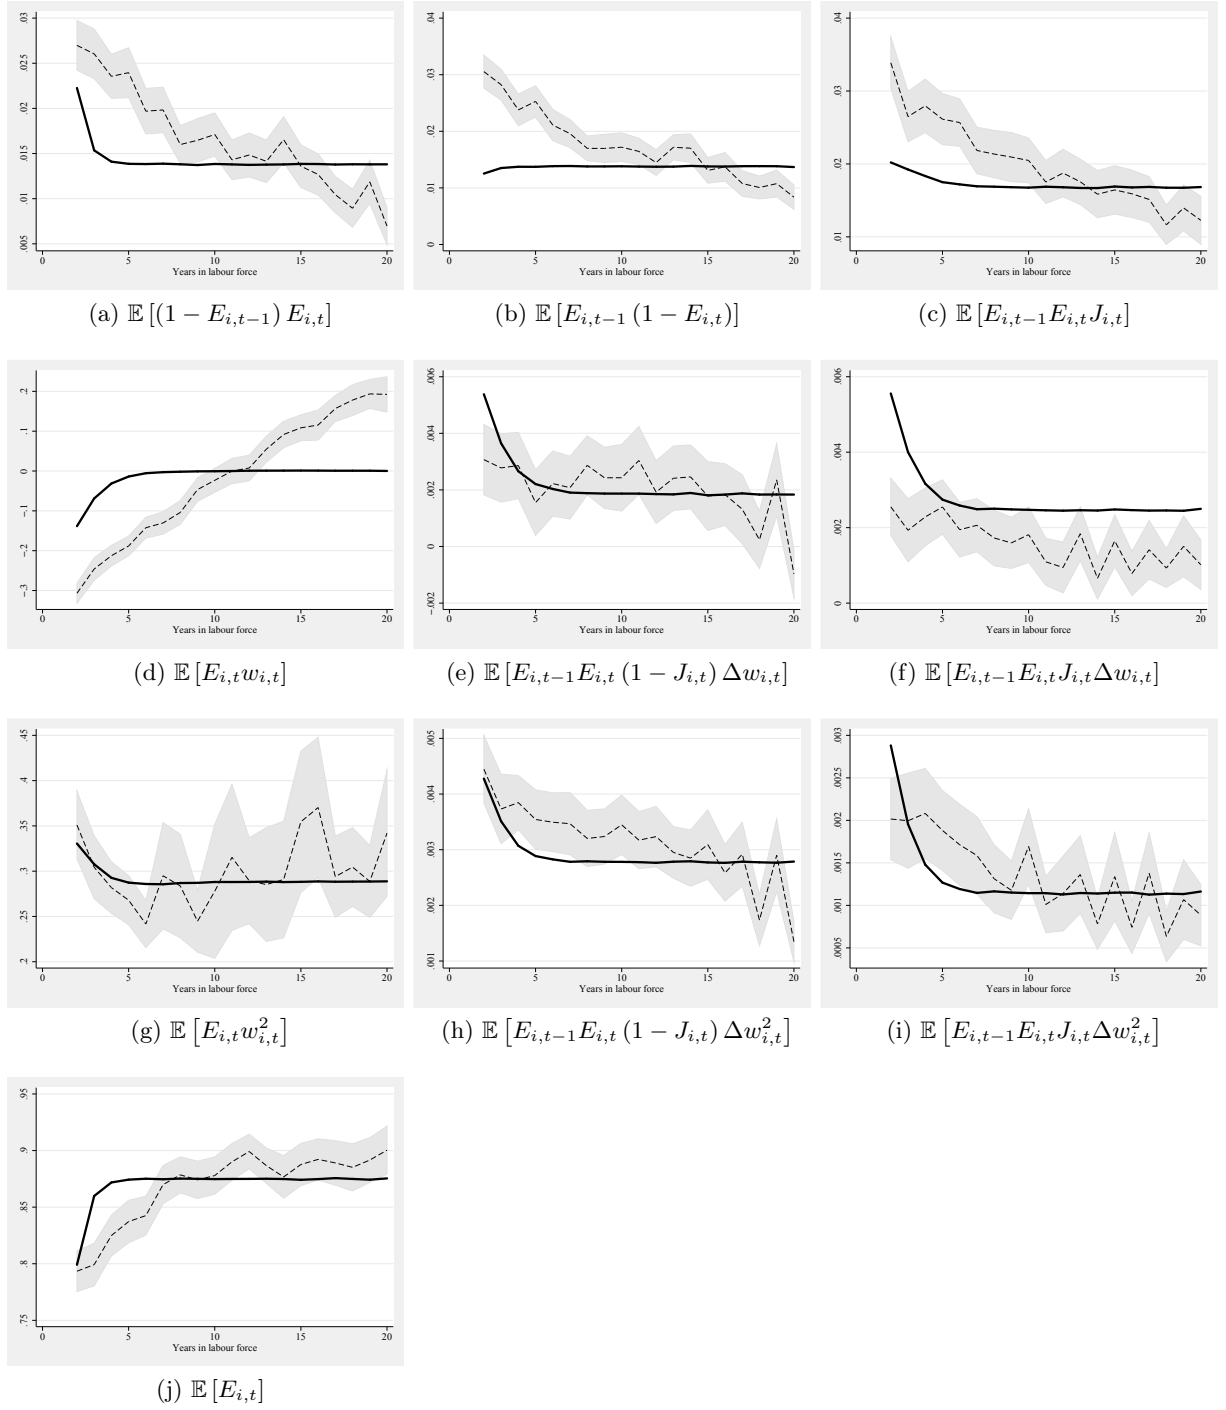 .03
.025
.02
.015
.01
.005
0 5 10 15 20
Years in labour force
(a) 𝔼 [(1 − E_{i,t−1}) E_{i,t}]
.04
.03
.02
.01
0
0 5 10 15 20
Years in labour force
(b) 𝔼 [E_{i,t−1} (1 − E_{i,t})]
.04
.03
.02
.01
0 5 10 15 20
Years in labour force
(c) 𝔼 [E_{i,t−1}E_{i,t}J_{i,t}]
.2
.1
0
−.1
−.2
−.3
0 5 10 15 20
Years in labour force
(d) 𝔼 [E_{i,t}w_{i,t}]
.006
.004
.002
0
−.002
0 5 10 15 20
Years in labour force
(e) 𝔼 [E_{i,t−1}E_{i,t} (1 − J_{i,t}) Δw_{i,t}]
.006
.004
.002
0
0 5 10 15 20
Years in labour force
(f) 𝔼 [E_{i,t−1}E_{i,t}J_{i,t}Δw_{i,t}]
.45
.4
.35
.3
.25
.2
0 5 10 15 20
Years in labour force
(g) 𝔼 [E_{i,t}w²_{i,t}]
.005
.004
.003
.002
.001
0 5 10 15 20
Years in labour force
(h) 𝔼 [E_{i,t−1}E_{i,t} (1 − J_{i,t}) Δw²_{i,t}]
.003
.0025
.002
.0015
.001
.0005
0 5 10 15 20
Years in labour force
(i) 𝔼 [E_{i,t−1}E_{i,t}J_{i,t}Δw²_{i,t}]
.95
.9
.85
.8
.75
0 5 10 15 20
Years in labour force
(j) 𝔼 [E_{i,t}]